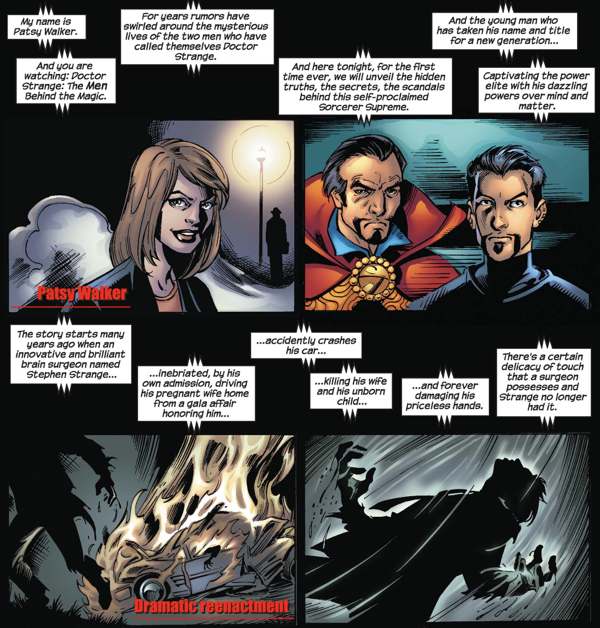 My name is
Patsy Walker.
And you are
watching: Doctor
Strange: The Men
Behind the Magic.
For years rumors have
swirled around the mysterious
lives of the two men who have
called themselves Doctor
Strange.
And here tonight, for the first
time ever, we will unveil the hidden
truths, the secrets, the scandals
behind this self-proclaimed
Sorcerer Supreme.
And the young man who
has taken his name and title
for a new generation...
Captivating the power
elite with his dazzling
powers over mind and
matter.
Patsy Walker
The story starts many
years ago when an
innovative and brilliant
brain surgeon named
Stephen Strange...
...inebriated, by his
own admission, driving
his pregnant wife home
from a gala affair
honoring him...
...accidently crashes
his car...
...killing his wife
and his unborn
child...
...and forever
damaging his
priceless hands.
There's a certain
delicacy of touch
that a surgeon
possesses and
Strange no longer
had it.
Dramatic reenactment